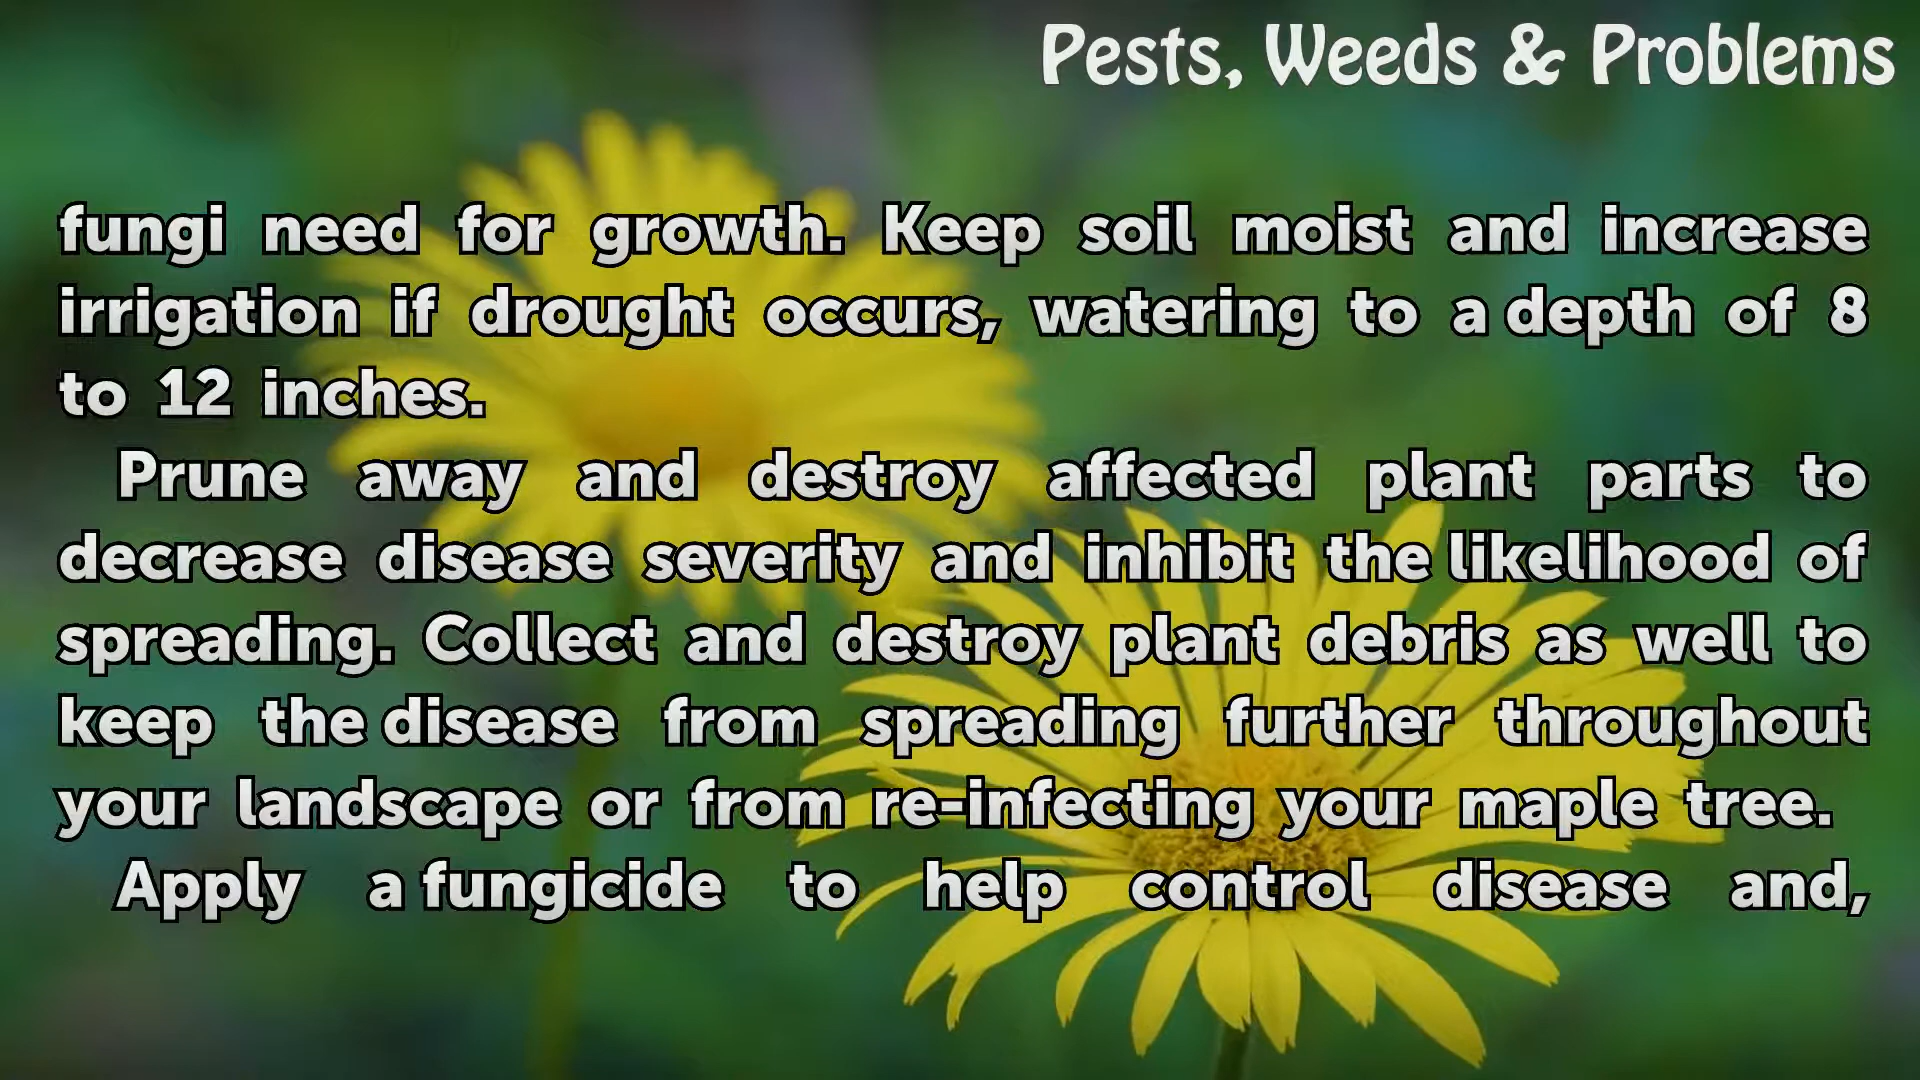 Pests, Weeds & Problems
fungi need for growth. Keep soil moist and increase
irrigation if drought occurs, watering to a depth of 8
to 12 inches.
Prune away and destroy affected plant parts to
decrease disease severity and inhibit the likelihood of
spreading. Collect and destroy plant debris as well to
keep the disease from spreading further throughout
your landscape or from re-infecting your maple tree.
Apply a fungicide to help control disease and,